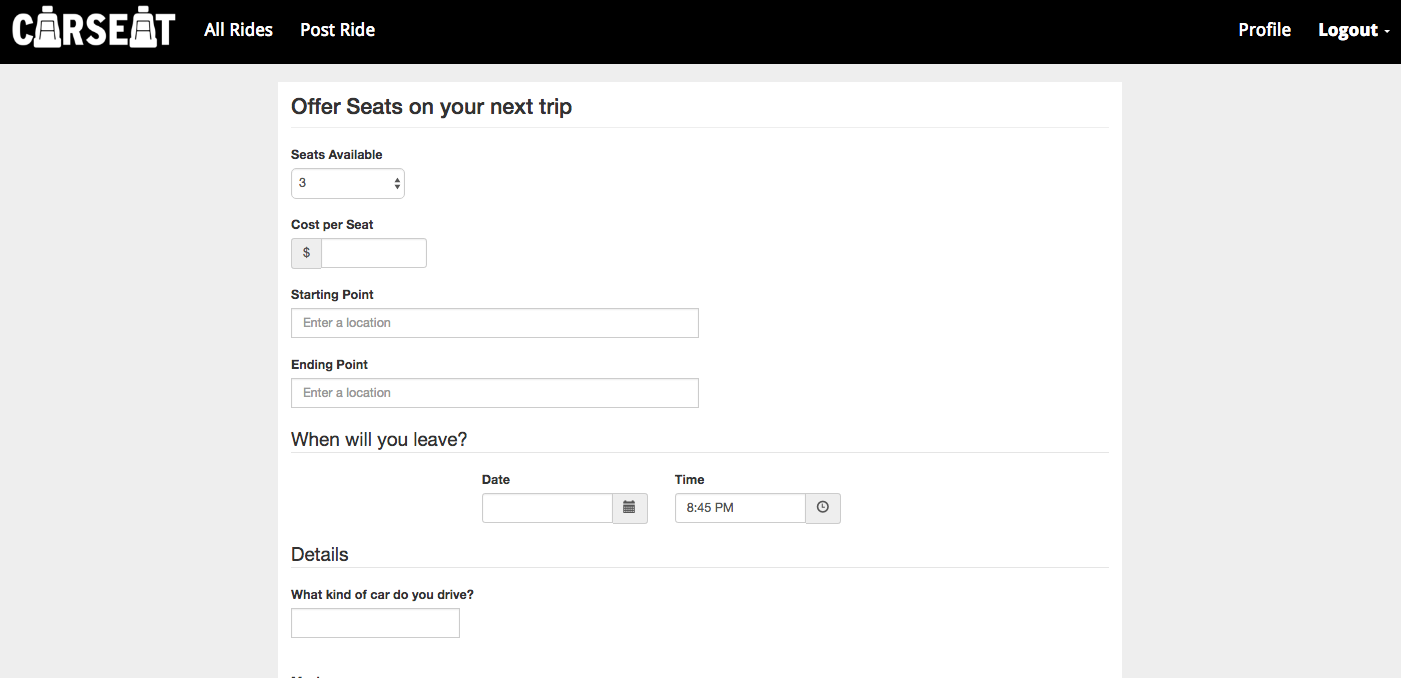 CARSEAT All Rides Post Ride Profile Logout
Offer Seats on your next trip
Seats Available
3
Cost per Seat
$
Starting Point
Enter a location
Ending Point
Enter a location
When will you leave?
Date Time
8:45 PM
Details
What kind of car do you drive?